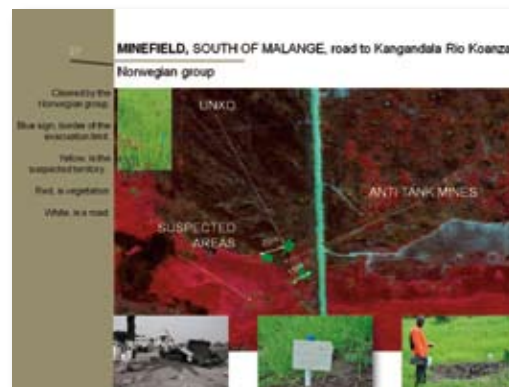 MINEFIELD, SOUTH OF MALANGE, road to Kangandala Rio Koanza
Norwegian group
Cleared by the
Norwegian group.
Blue sign, border of the
evacuation limit.
Yellow, is the
suspected territory.
Red, is vegetation
White, is a road.
UNXO
ANTI TANK MINES
SUSPECTED
AREAS